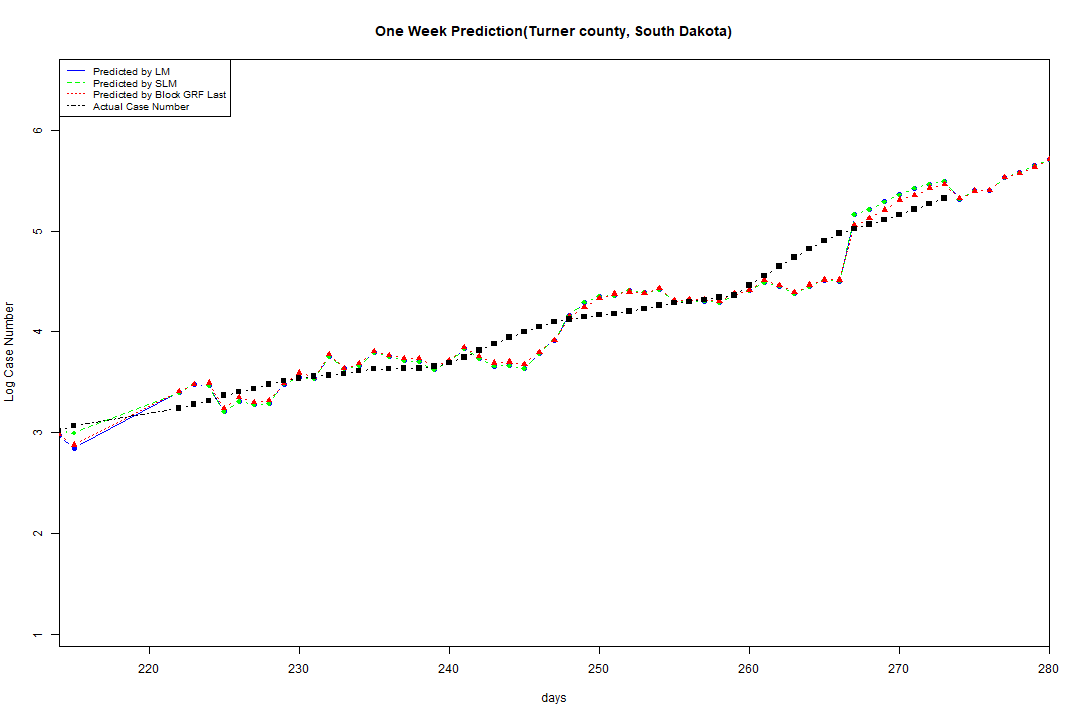 One Week Prediction(Turner county, South Dakota)
Predicted by LM
Predicted by SLM
Predicted by Block GRF Last
Actual Case Number
6
5
4
3
2
1
Log Case Number
220 230 240 250 260 270 280
days